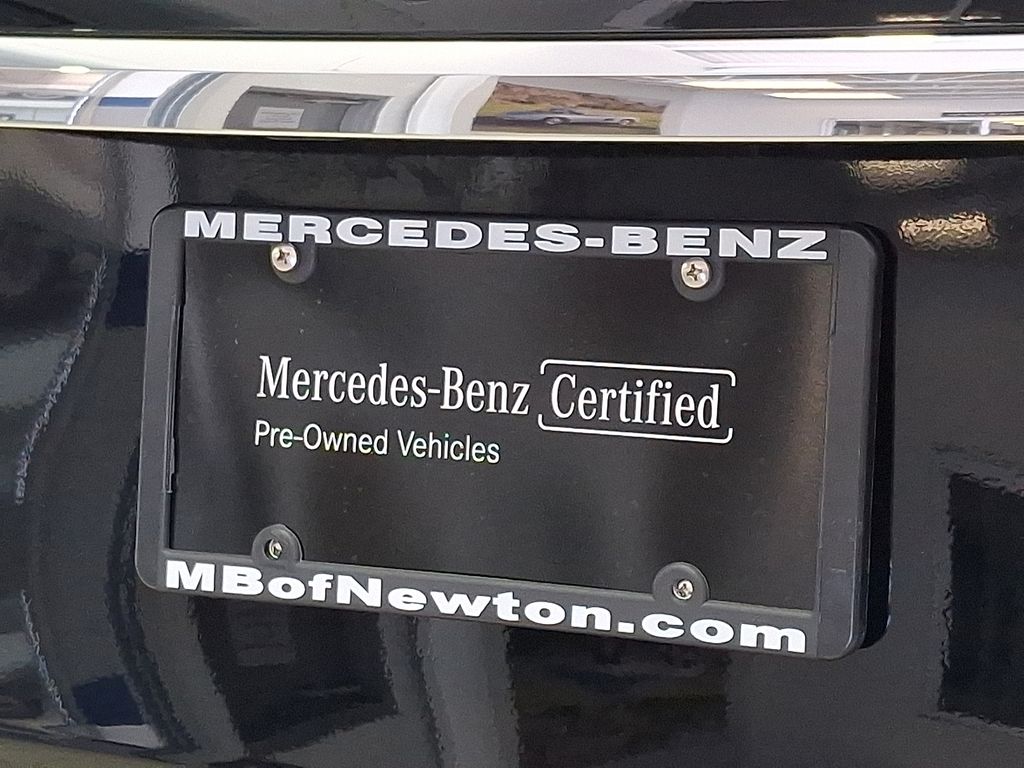 MERCEDES-BENZ
Mercedes-Benz Certified
Pre-Owned Vehicles
MBofNewton.com